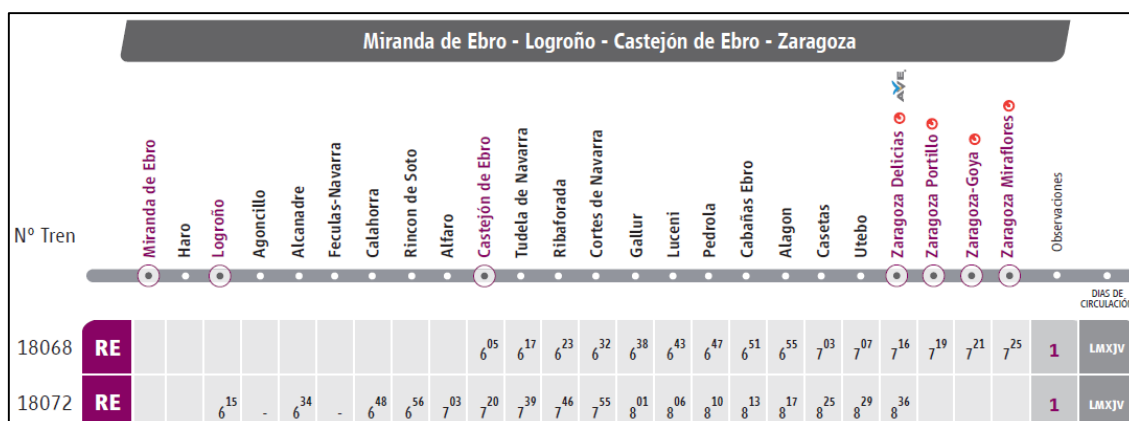 Miranda de Ebro - Logroño - Castejón de Ebro - Zaragoza
Nº Tren
Miranda de Ebro
Haro
Logroño
Agoncillo
Alcanadre
Feculas-Navarra
Calahorra
Rincon de Soto
Alfaro
Castejón de Ebro
Tudela de Navarra
Ribaforada
Cortes de Navarra
Gallur
Luceni
Pedrola
Cabañas Ebro
Alagon
Casetas
Utebo
Zaragoza Delicias AVE
Zaragoza Portillo
Zaragoza-Goya
Zaragoza Miraflores
Observaciones
DIAS DE
CIRCULACIÓN
18068 RE 6 05 6 17 6 23 6 32 6 38 6 43 6 47 6 51 6 55 7 03 7 07 7 16 7 19 7 21 7 25 1 LMXJV
18072 RE 6 15 - 6 34 - 6 48 6 56 7 03 7 20 7 39 7 46 7 55 8 01 8 06 8 10 8 13 8 17 8 25 8 29 8 36 1 LMXJV